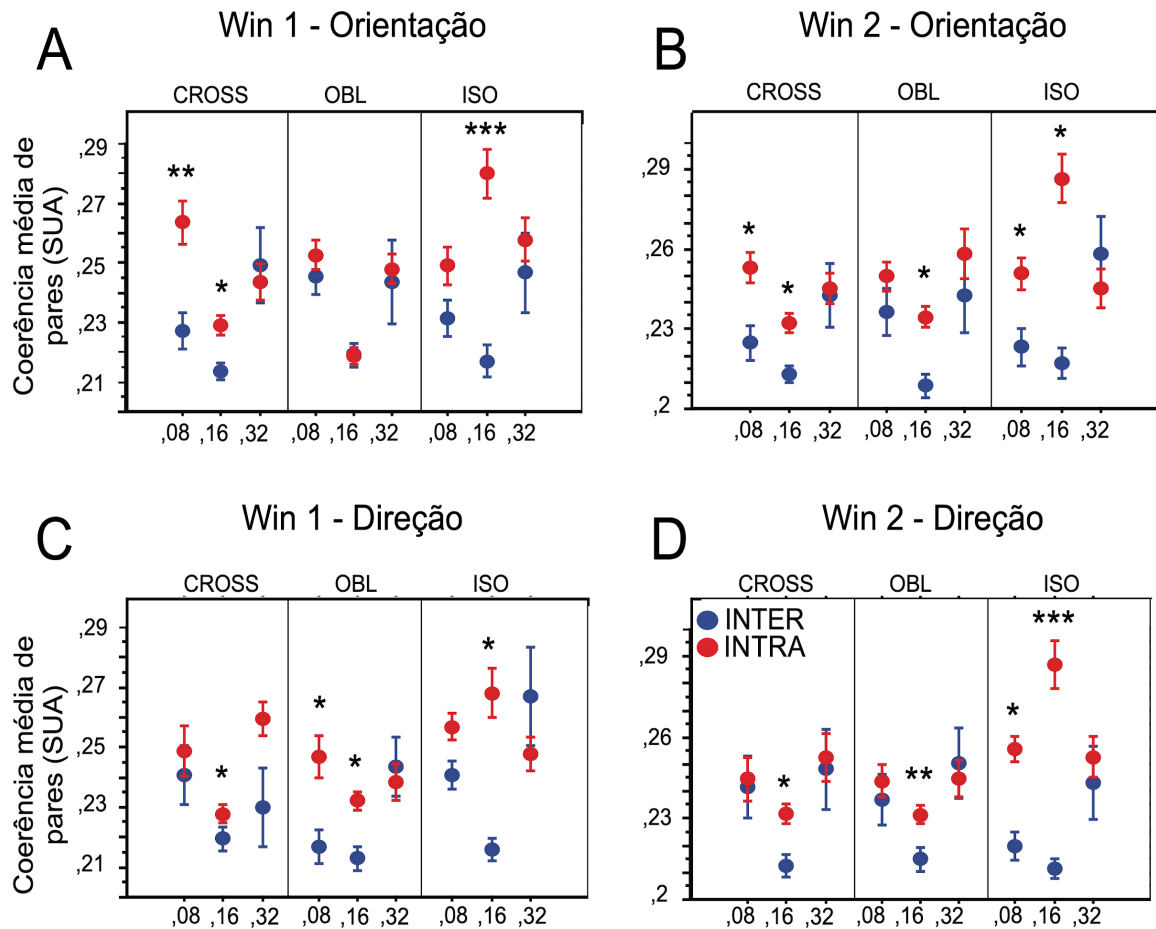 A
Win 1 - Orientação
CROSS OBL ISO
Coerência média de
pares (SUA)
,29
,27
,25
,23
,21
** * ***
,08 ,16 ,32 ,08 ,16 ,32 ,08 ,16 ,32
B
Win 2 - Orientação
CROSS OBL ISO
,29
,26
,23
,2
* * * * *
,08 ,16 ,32 ,08 ,16 ,32 ,08 ,16 ,32
C
Win 1 - Direção
CROSS OBL ISO
Coerência média de
pares (SUA)
,29
,27
,25
,23
,21
* * * *
,08 ,16 ,32 ,08 ,16 ,32 ,08 ,16 ,32
D
Win 2 - Direção
CROSS OBL ISO
INTER
INTRA
,29
,26
,23
,2
* ** * ***
,08 ,16 ,32 ,08 ,16 ,32 ,08 ,16 ,32